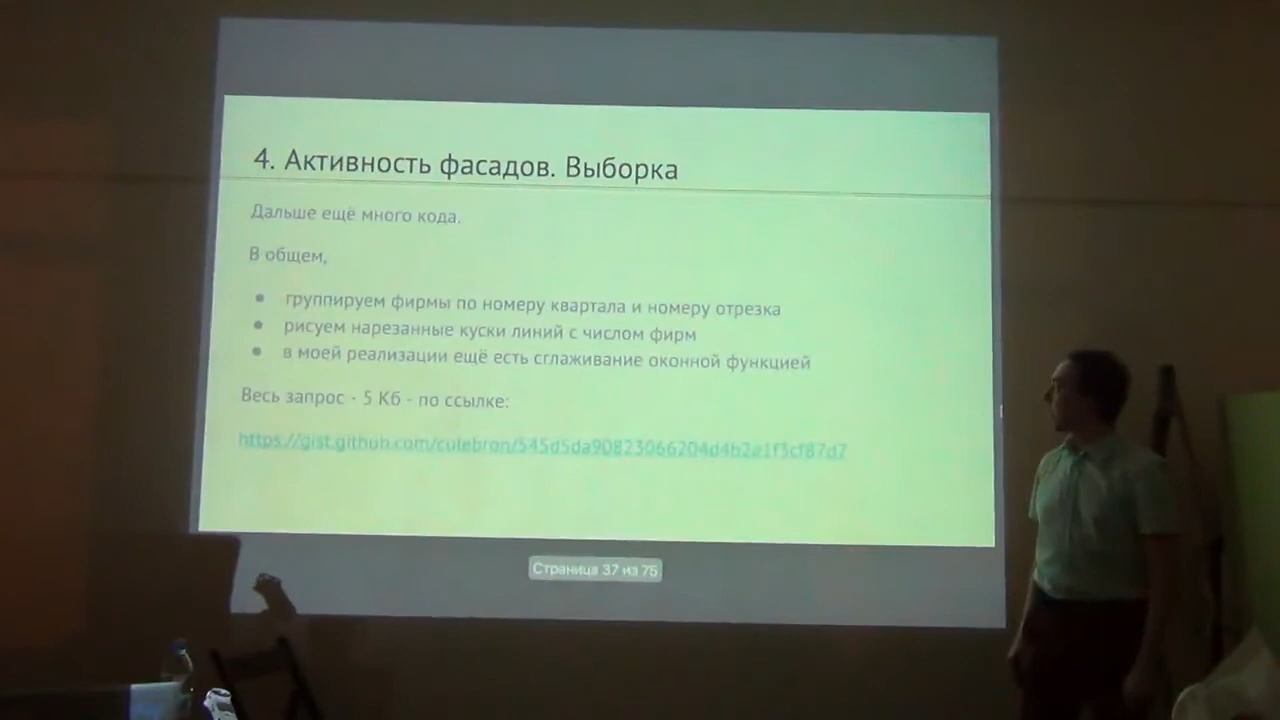 4. Активность фасадов. Выборка
Дальше ещё много кода.
В общем,
группируем фирмы по номеру квартала и номеру отрезка
рисуем нарезанные куски линий с числом фирм
в моей реализации ещё есть сглаживание оконной функцией
Весь запрос - 5 Кб - по ссылке:
https://gist.github.com/culebron/545d5da90823066204d4b2a1f3cf87d7
Страница 37 из 75